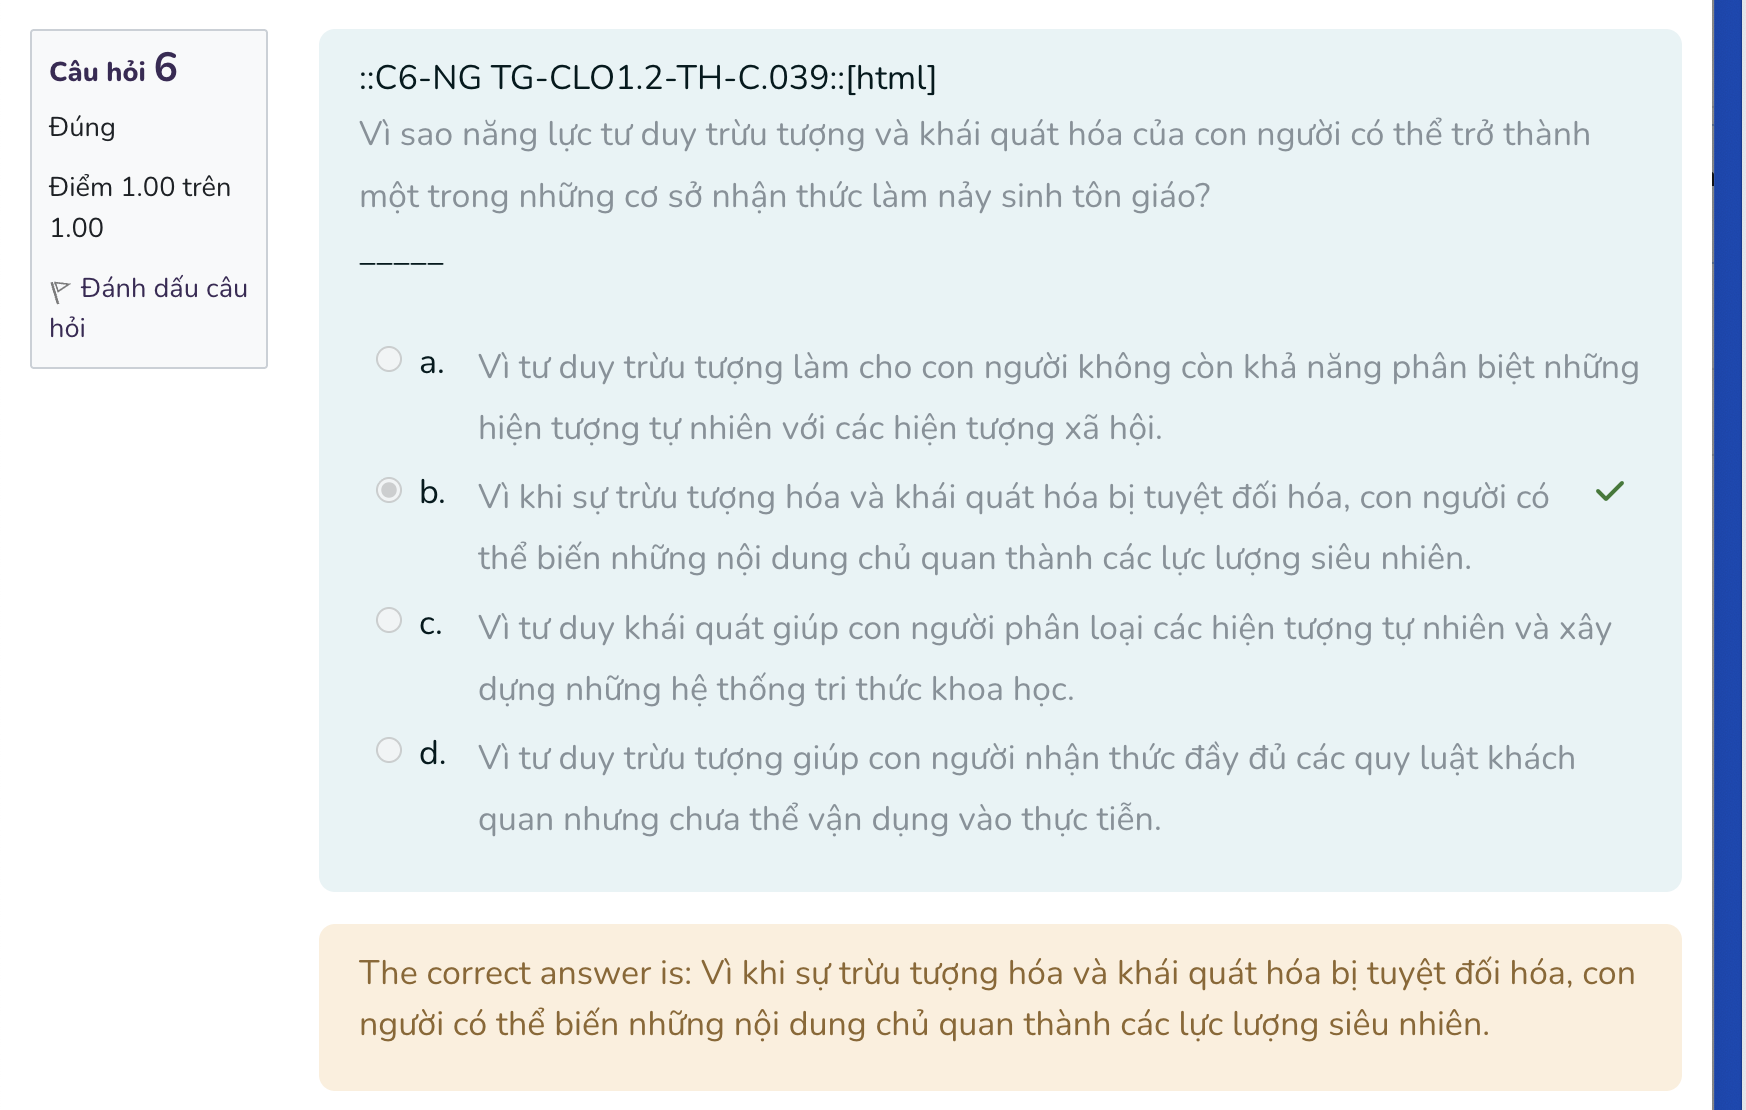 Câu hỏi 6
Đúng
Điểm 1.00 trên
1.00
Đánh dấu câu
hỏi
::C6-NG TG-CLO1.2-TH-C.039::[html]
Vì sao năng lực tư duy trừu tượng và khái quát hóa của con người có thể trở thành
một trong những cơ sở nhận thức làm nảy sinh tôn giáo?
_____
a. Vì tư duy trừu tượng làm cho con người không còn khả năng phân biệt những
hiện tượng tự nhiên với các hiện tượng xã hội.
b. Vì khi sự trừu tượng hóa và khái quát hóa bị tuyệt đối hóa, con người có
thể biến những nội dung chủ quan thành các lực lượng siêu nhiên.
c. Vì tư duy khái quát giúp con người phân loại các hiện tượng tự nhiên và xây
dựng những hệ thống tri thức khoa học.
d. Vì tư duy trừu tượng giúp con người nhận thức đầy đủ các quy luật khách
quan nhưng chưa thể vận dụng vào thực tiễn.
The correct answer is: Vì khi sự trừu tượng hóa và khái quát hóa bị tuyệt đối hóa, con
người có thể biến những nội dung chủ quan thành các lực lượng siêu nhiên.